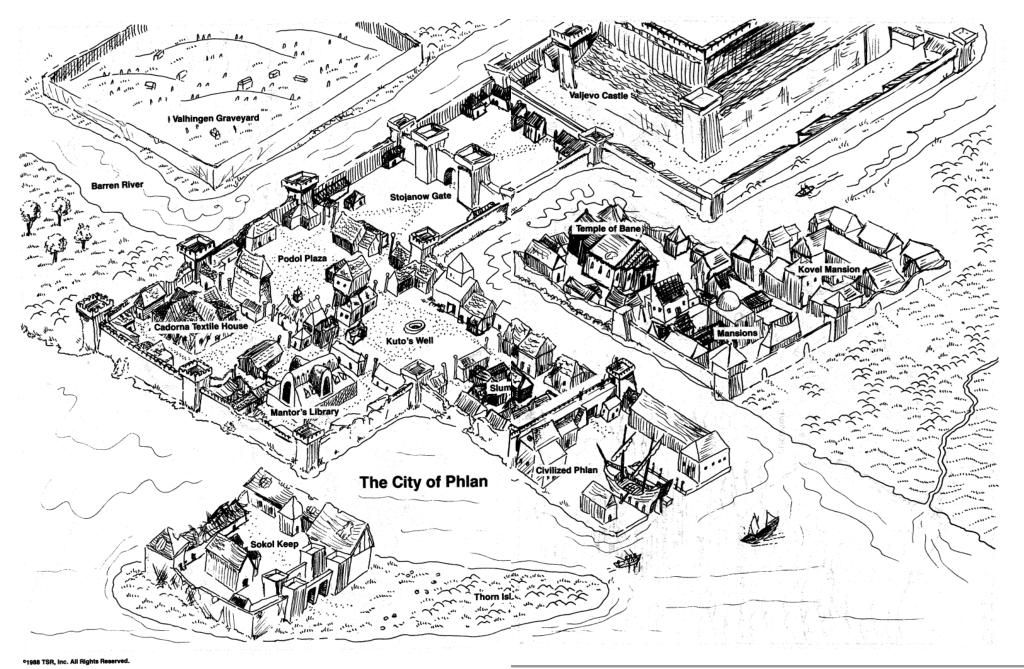 Valjevo Castle
Valhingen Graveyard
Barren River
Stojanow Gate
Temple of Bane
Podol Plaza
Kovel Mansion
Cadorna Textile House
Mansions
Kuto's Well
Slum
Mantor's Library
Civilized Phlan
The City of Phlan
Sokol Keep
Thorn Isl.
©1988 TSR, Inc. All Rights Reserved.